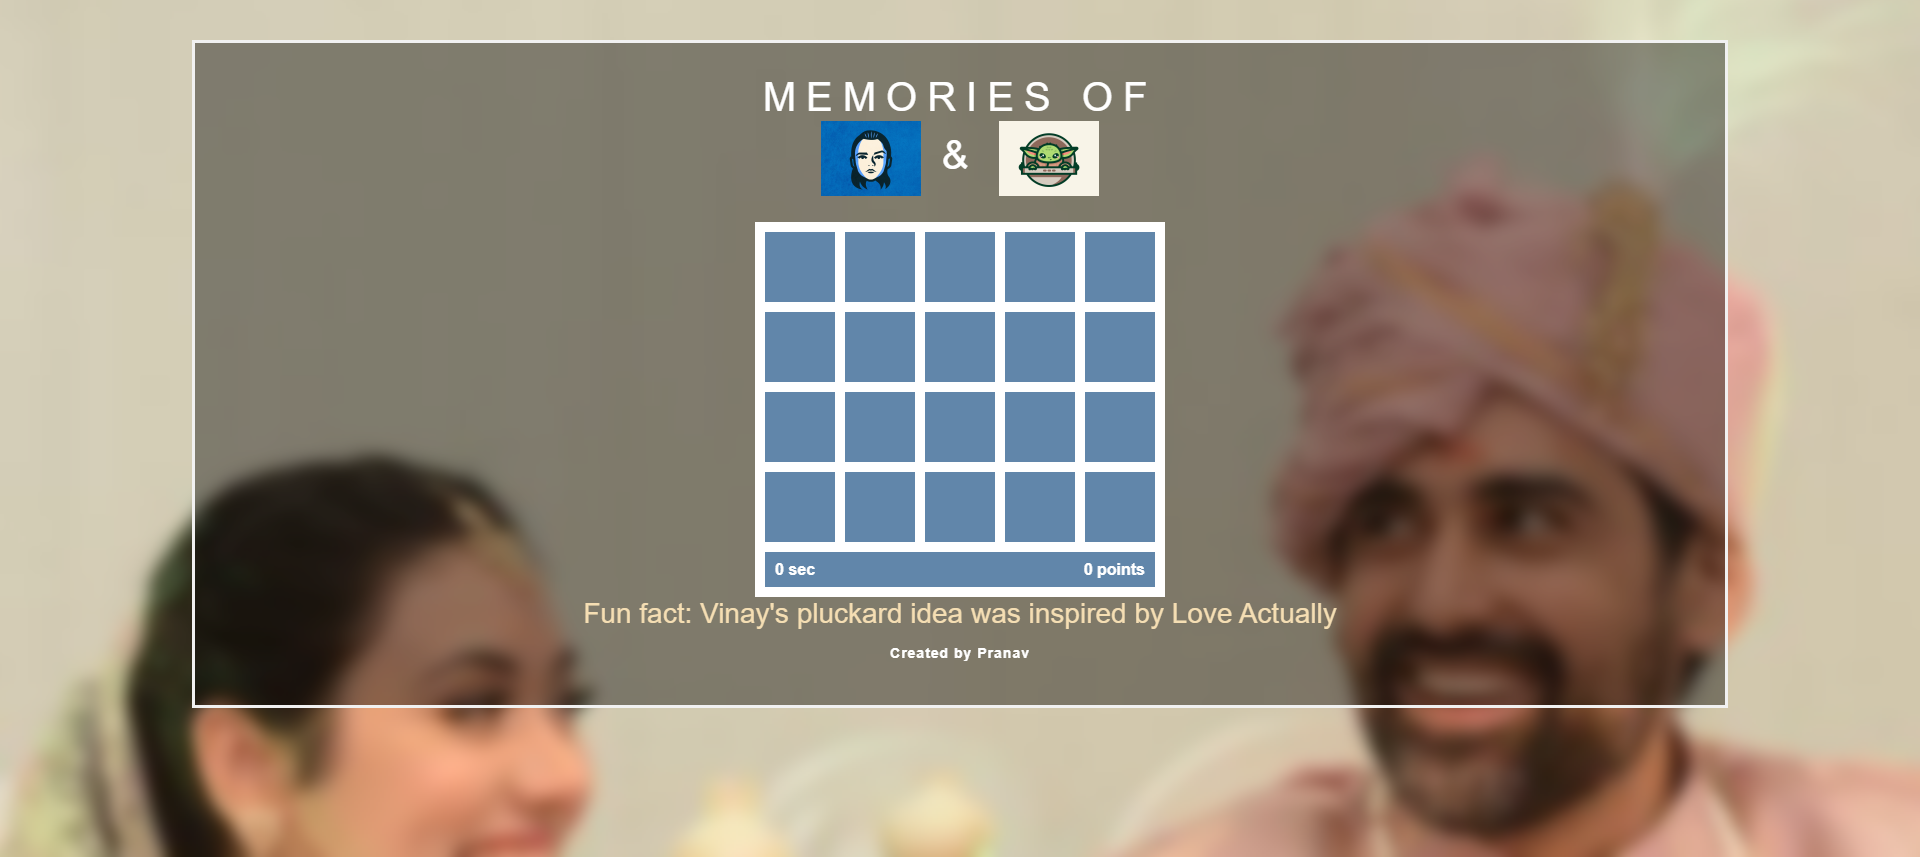 MEMORIES OF
&
0 sec 0 points
Fun fact: Vinay's pluckard idea was inspired by Love Actually
Created by Pranav